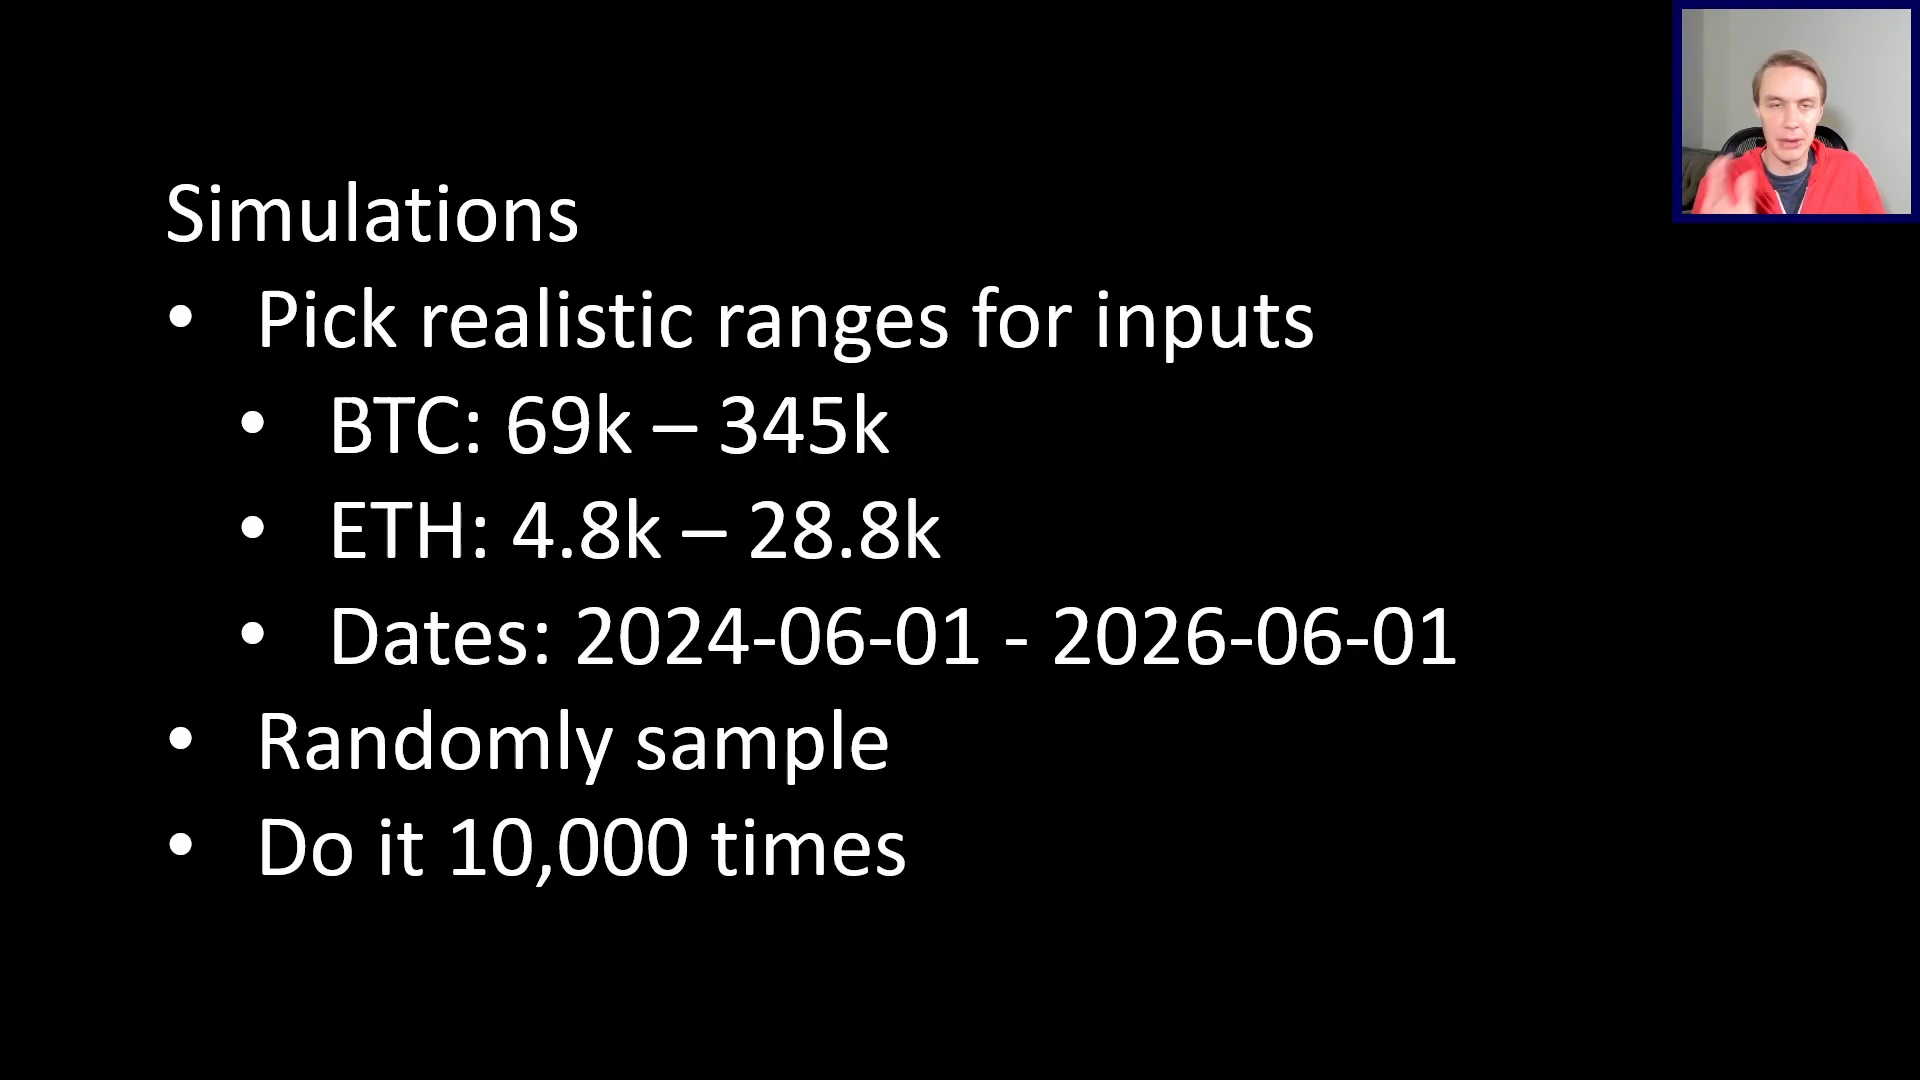 Simulations
• Pick realistic ranges for inputs
• BTC: 69k – 345k
• ETH: 4.8k – 28.8k
• Dates: 2024-06-01 - 2026-06-01
• Randomly sample
• Do it 10,000 times